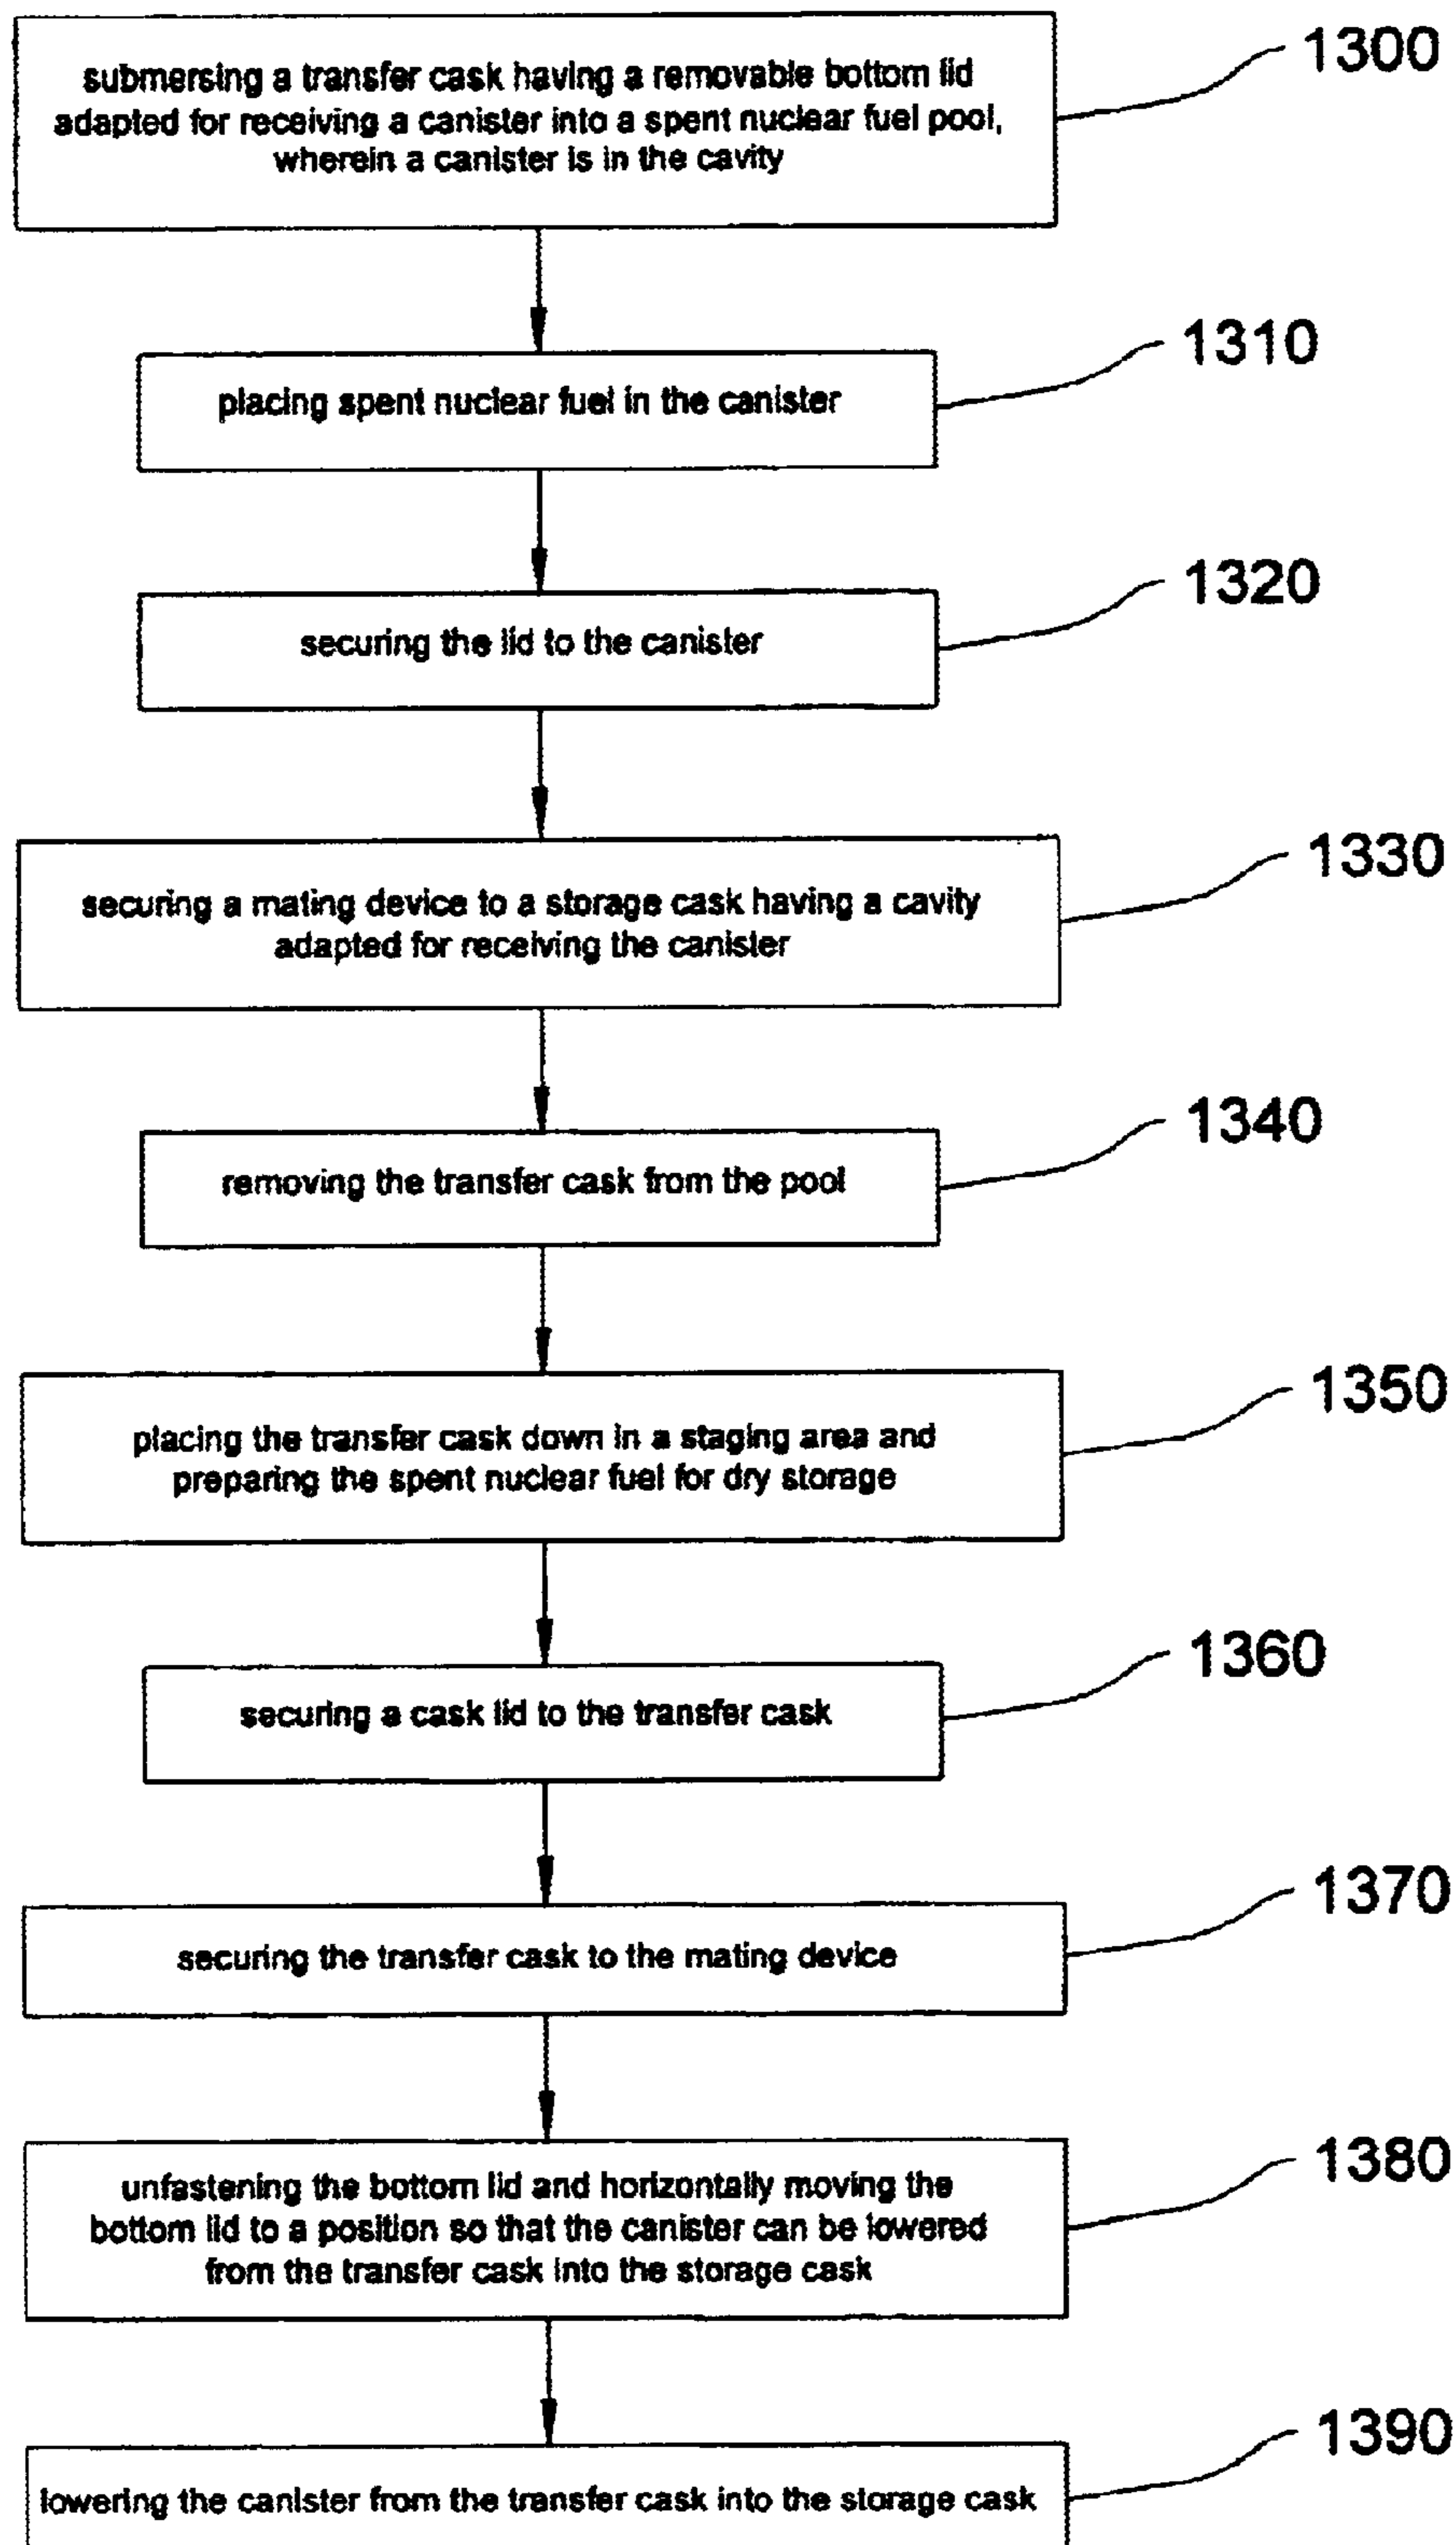 submersing a transfer cask having a removable bottom lid
adapted for receiving a canister into a spent nuclear fuel pool,
wherein a canister is in the cavity
1300
placing spent nuclear fuel in the canister
1310
securing the lid to the canister
1320
securing a mating device to a storage cask having a cavity
adapted for receiving the canister
1330
removing the transfer cask from the pool
1340
placing the transfer cask down in a staging area and
preparing the spent nuclear fuel for dry storage
1350
securing a cask lid to the transfer cask
1360
securing the transfer cask to the mating device
1370
unfastening the bottom lid and horizontally moving the
bottom lid to a position so that the canister can be lowered
from the transfer cask into the storage cask
1380
lowering the canister from the transfer cask into the storage cask
1390